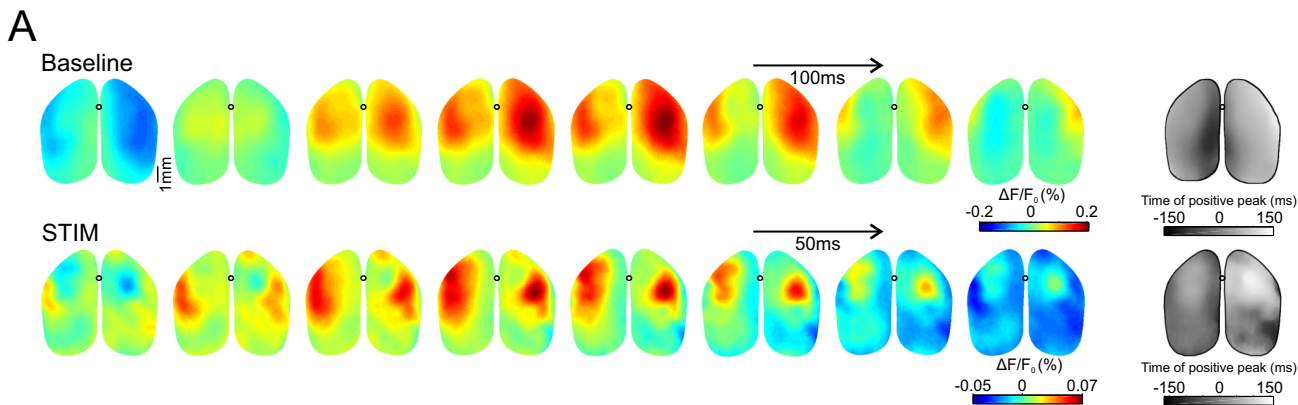 A
Baseline
100ms
1mm
ΔF/F₀ (%)
-0.2 0 0.2
Time of positive peak (ms)
-150 0 150
STIM
50ms
ΔF/F₀ (%)
-0.05 0 0.07
Time of positive peak (ms)
-150 0 150